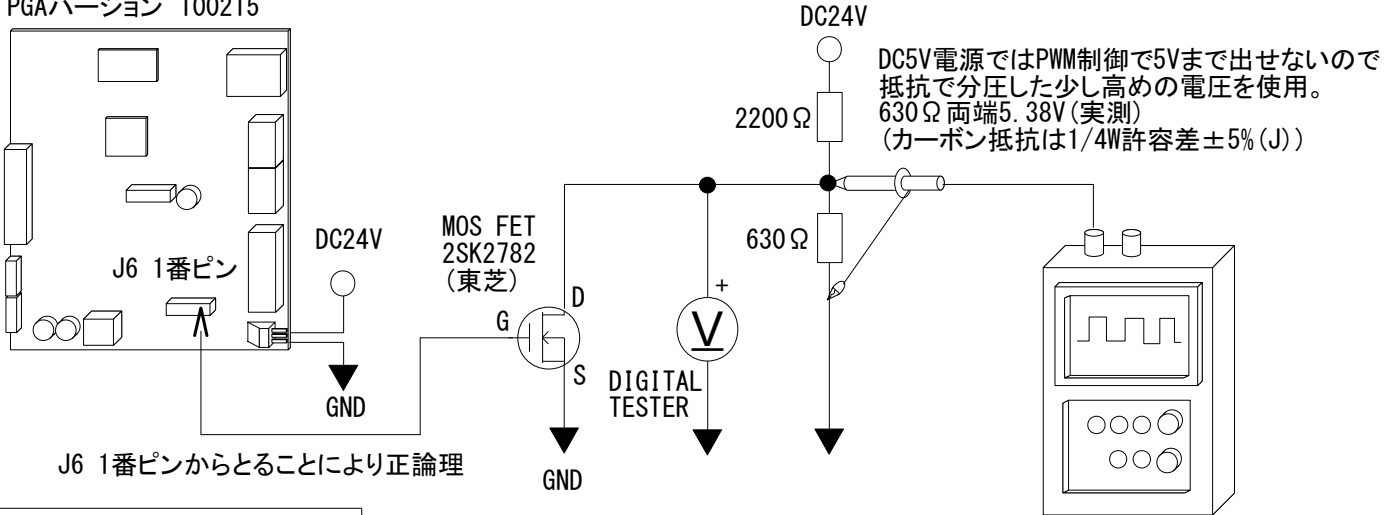 PGAバージョン 100215
DC24V
DC5V電源ではPWM制御で5Vまで出せないので
抵抗で分圧した少し高めの電圧を使用。
630Ω両端5.38V(実測)
(カーボン抵抗は1/4W許容差±5%(J))
2200Ω
630Ω
MOS FET
2SK2782
(東芝)
DC24V
J6 1番ピン
D
G
S
+
V
DIGITAL
TESTER
GND
GND
J6 1番ピンからとることにより正論理